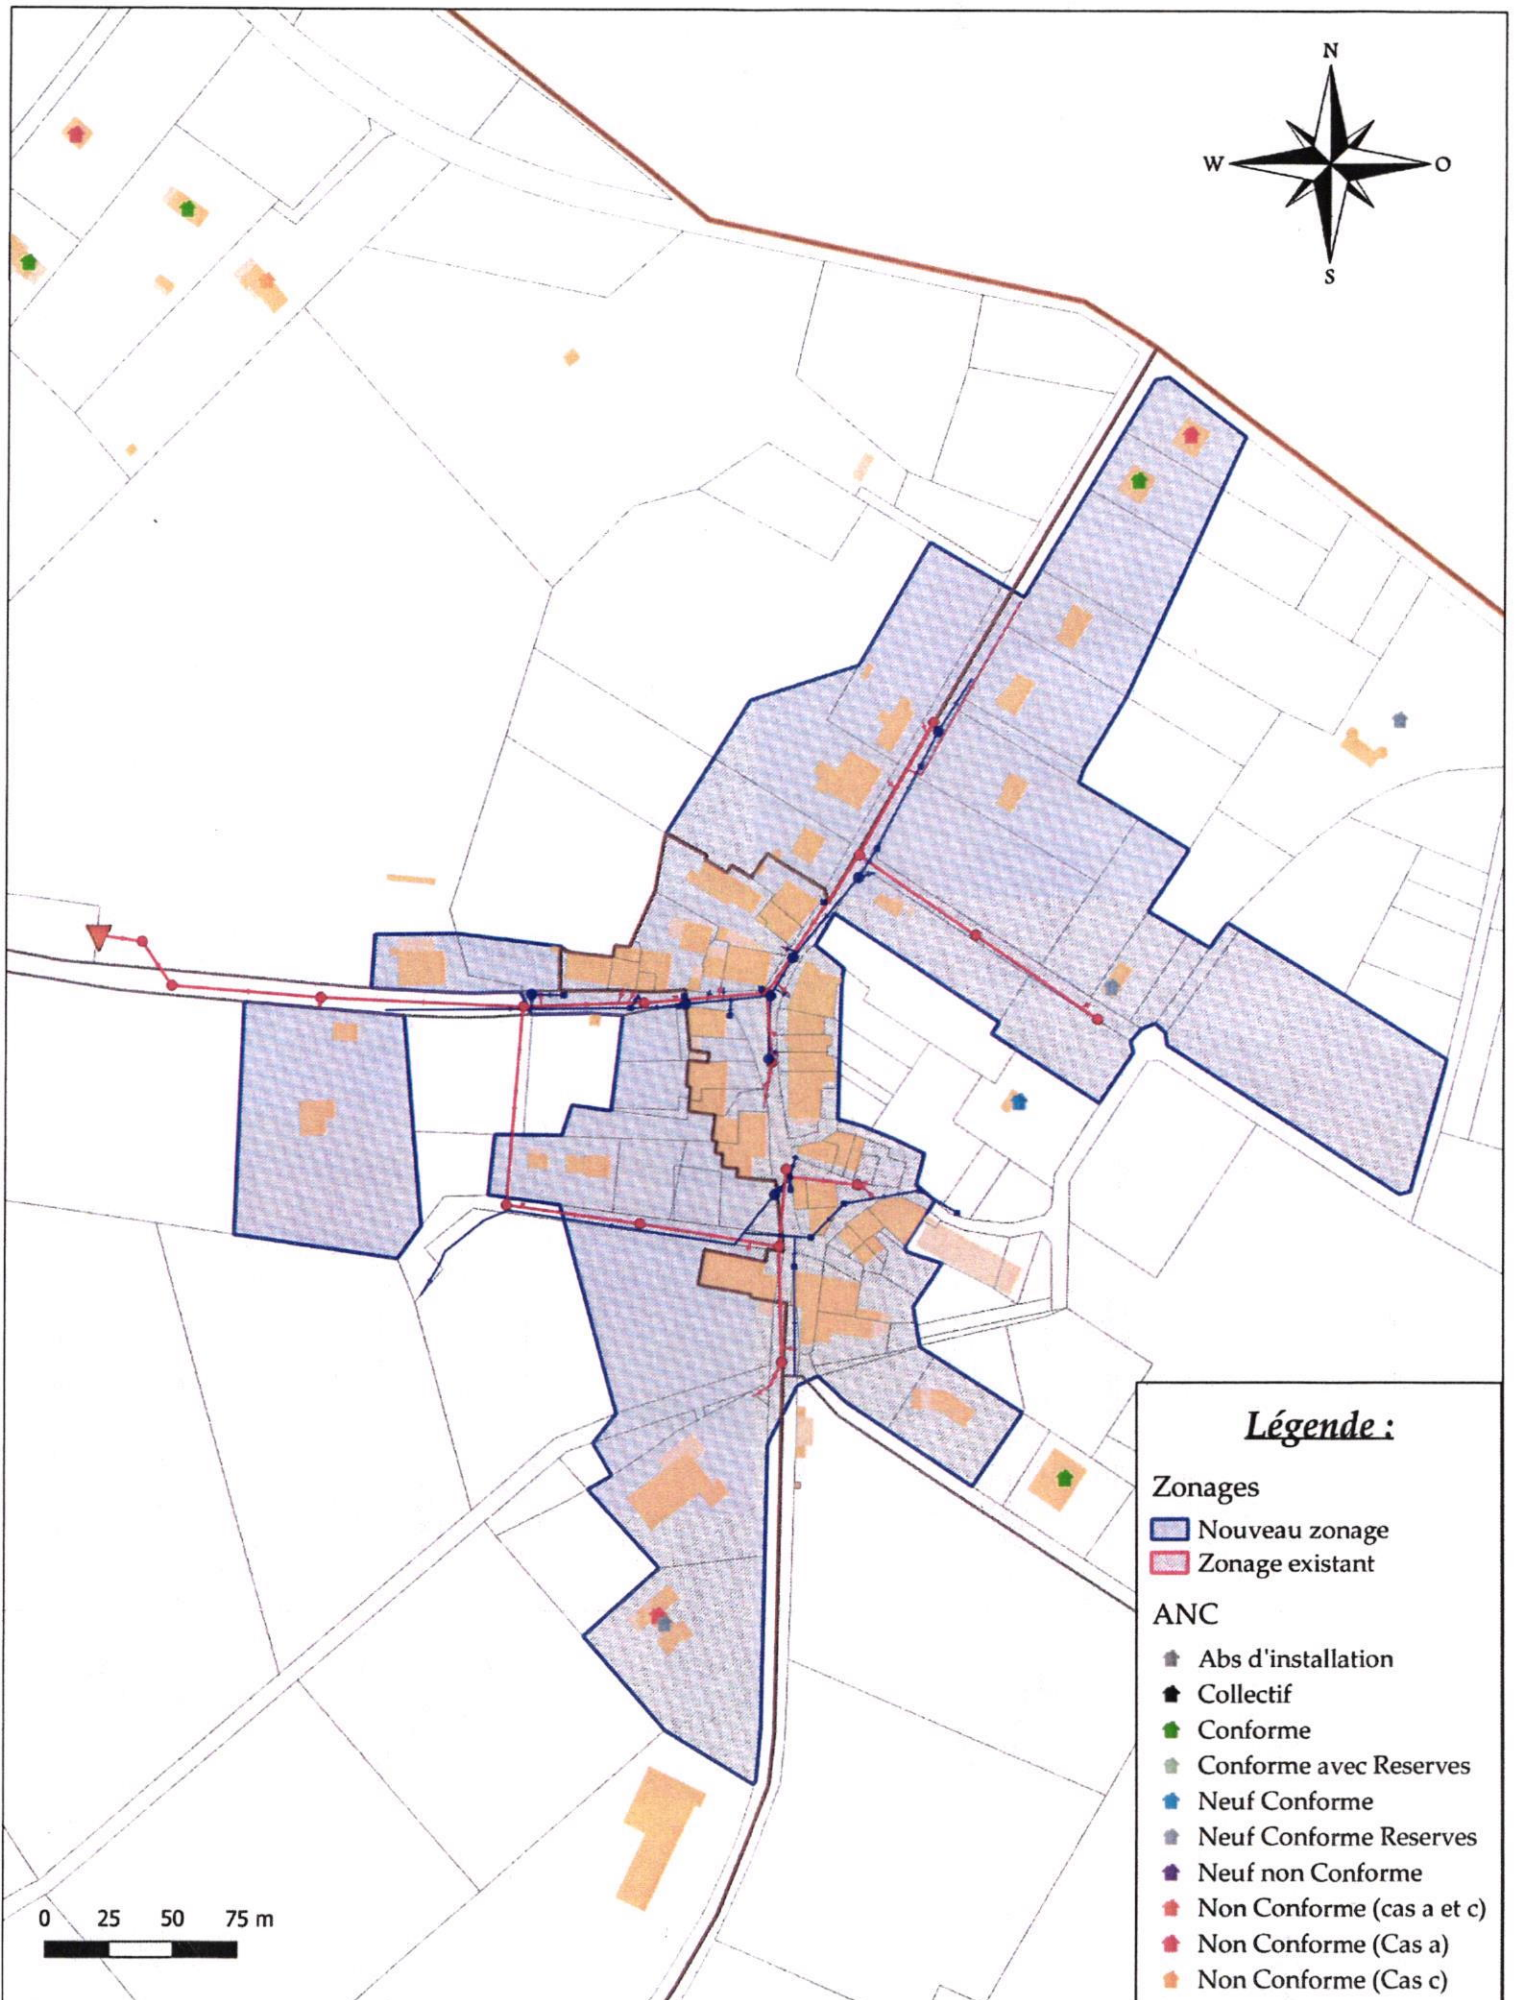 N
W O
S
Légende :
Zonages
Nouveau zonage
Zonage existant
ANC
Abs d'installation
Collectif
Conforme
Conforme avec Reserves
Neuf Conforme
Neuf Conforme Reserves
Neuf non Conforme
Non Conforme (cas a et c)
Non Conforme (Cas a)
Non Conforme (Cas c)
0 25 50 75 m